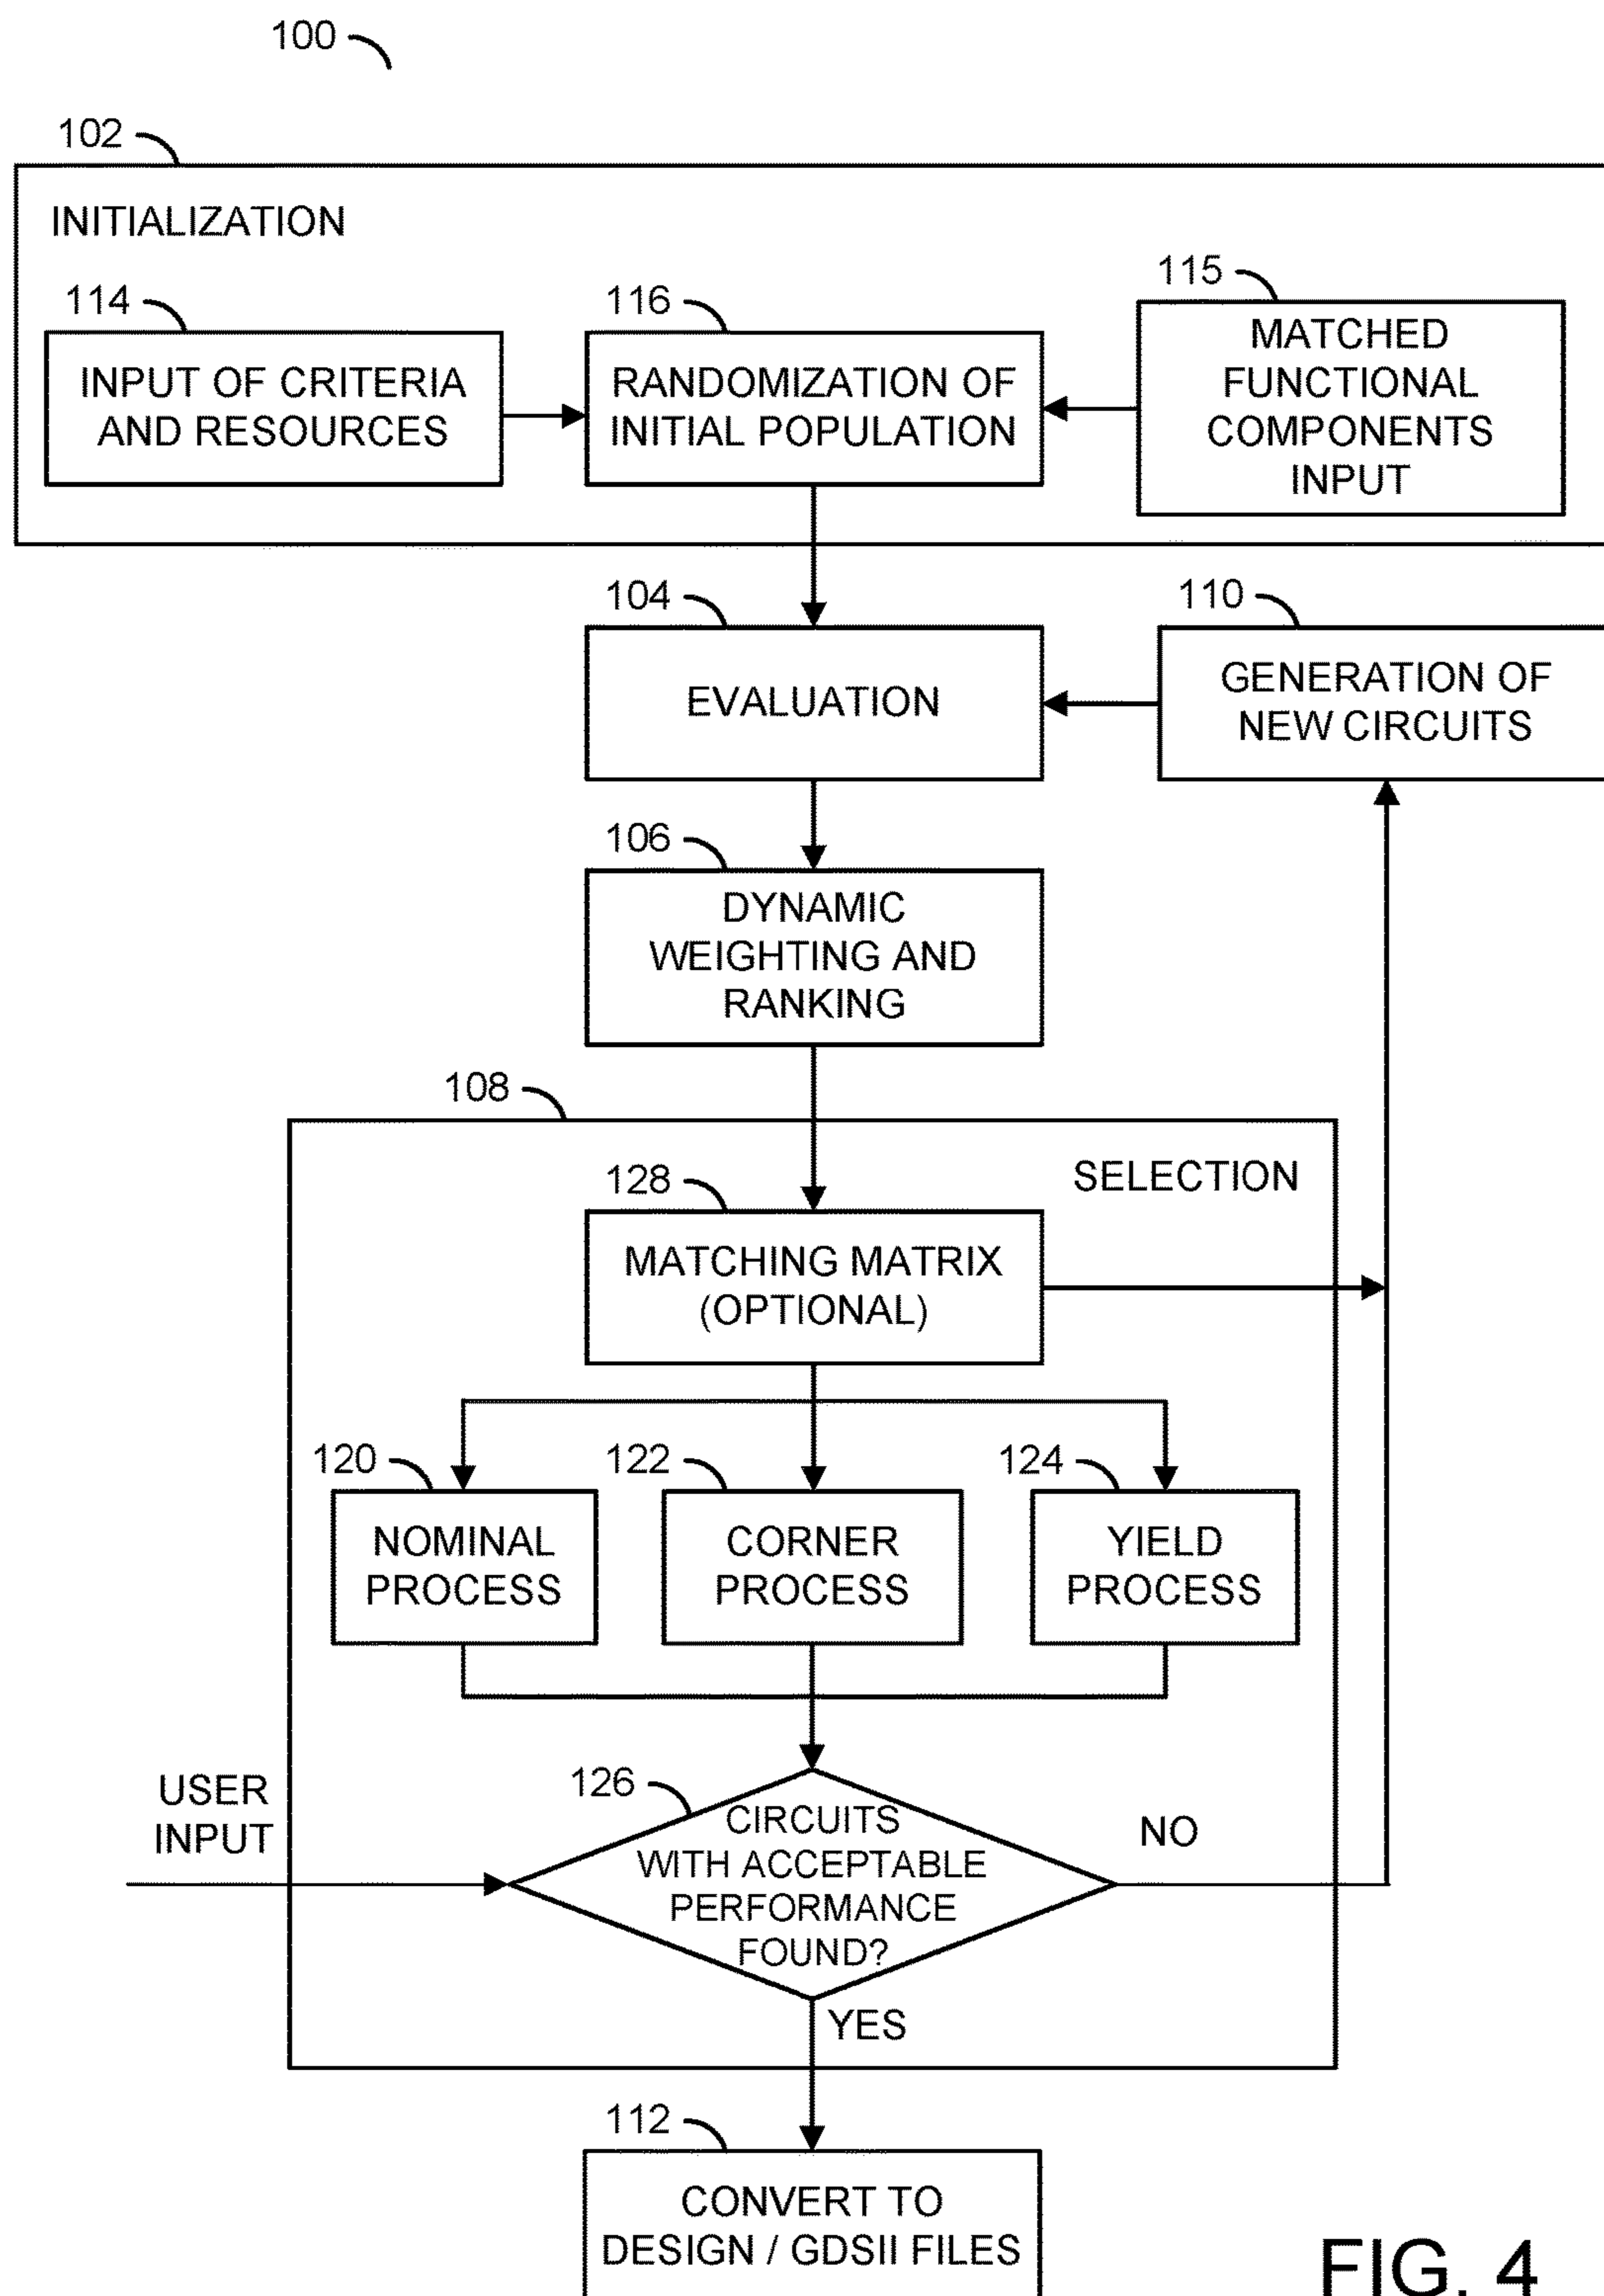 100
102
INITIALIZATION
114
116
115
INPUT OF CRITERIA
AND RESOURCES
RANDOMIZATION OF
INITIAL POPULATION
MATCHED
FUNCTIONAL
COMPONENTS
INPUT
104
110
EVALUATION
GENERATION OF
NEW CIRCUITS
106
DYNAMIC
WEIGHTING AND
RANKING
108
SELECTION
128
MATCHING MATRIX
(OPTIONAL)
120
122
124
NOMINAL
PROCESS
CORNER
PROCESS
YIELD
PROCESS
USER
INPUT
126
CIRCUITS
WITH ACCEPTABLE
PERFORMANCE
FOUND?
NO
YES
112
CONVERT TO
DESIGN / GDSII FILES
FIG. 4